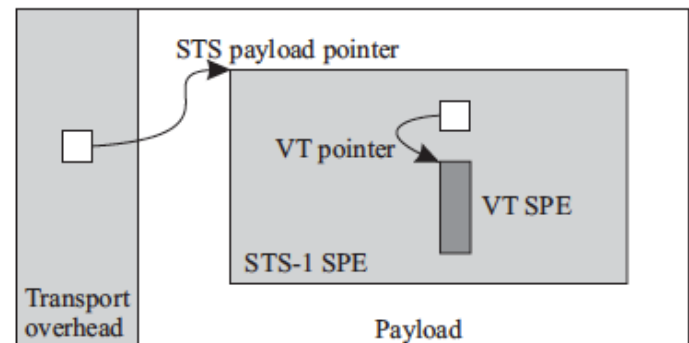 STS payload pointer
VT pointer
VT SPE
STS-1 SPE
Transport
overhead
Payload